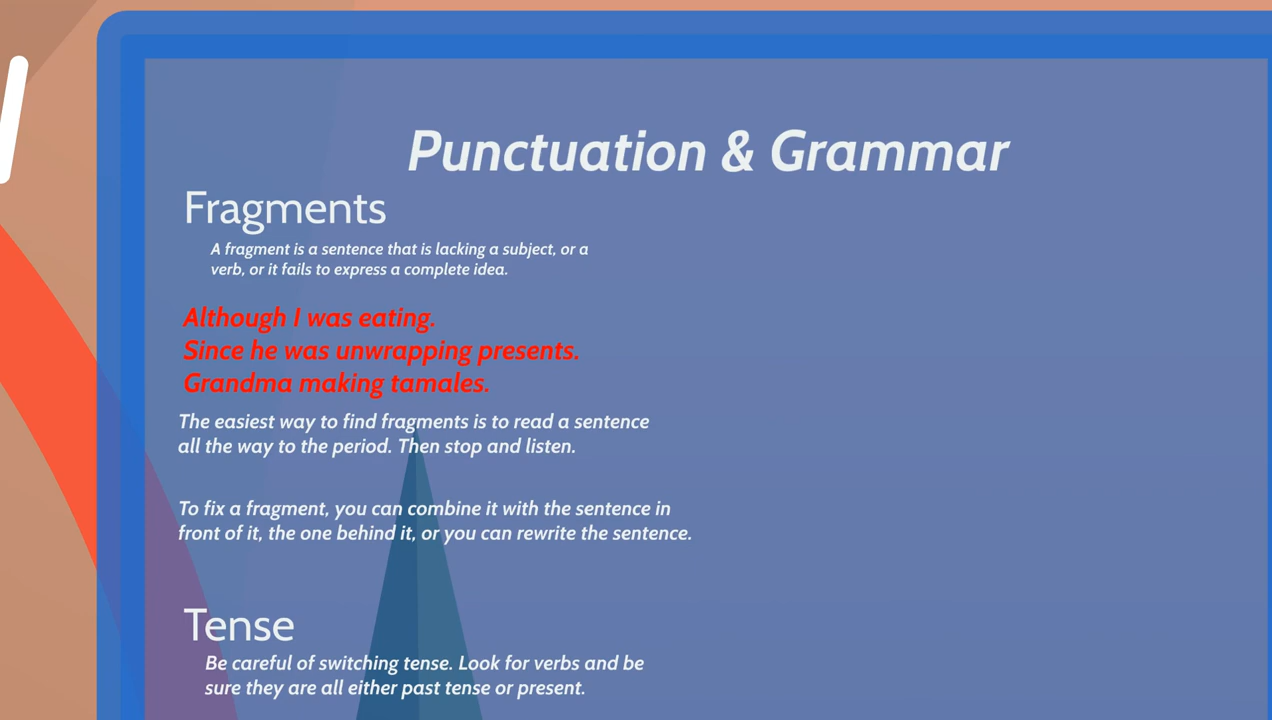 Punctuation & Grammar
Fragments
A fragment is a sentence that is lacking a subject, or a
verb, or it fails to express a complete idea.
Although I was eating.
Since he was unwrapping presents.
Grandma making tamales.
The easiest way to find fragments is to read a sentence
all the way to the period. Then stop and listen.
To fix a fragment, you can combine it with the sentence in
front of it, the one behind it, or you can rewrite the sentence.
Tense
Be careful of switching tense. Look for verbs and be
sure they are all either past tense or present.